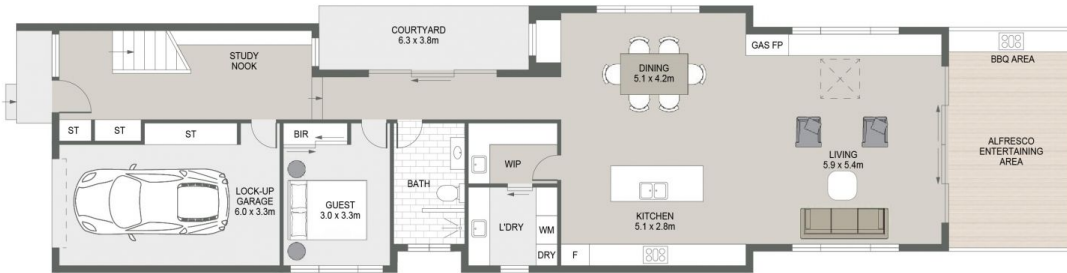 COURTYARD
6.3 x 3.8m
STUDY
NOOK
GAS FP
BBQ AREA
DINING
5.1 x 4.2m
ST
ST
ST
BIR
WIP
LIVING
5.9 x 5.4m
ALFRESCO
ENTERTAINING
AREA
LOCK-UP
GARAGE
6.0 x 3.3m
GUEST
3.0 x 3.3m
BATH
L'DRY
WM
DRY
KITCHEN
5.1 x 2.8m
F